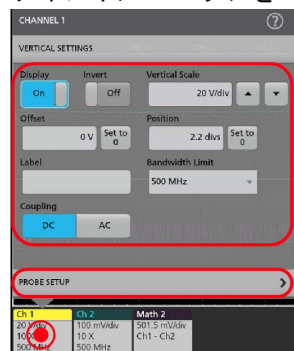 CHANNEL 1
VERTICAL SETTINGS
Display Invert Vertical Scale
On Off 20 V/div
Offset Position
0 V Set to 0 2.2 divs Set to 0
Label Bandwidth Limit
500 MHz
Coupling
DC AC
PROBE SETUP
Ch 1 Ch 2 Math 2
100 mV/div 501.5 mV/div
10 X Ch1 - Ch2
500 MHz 500 MHz